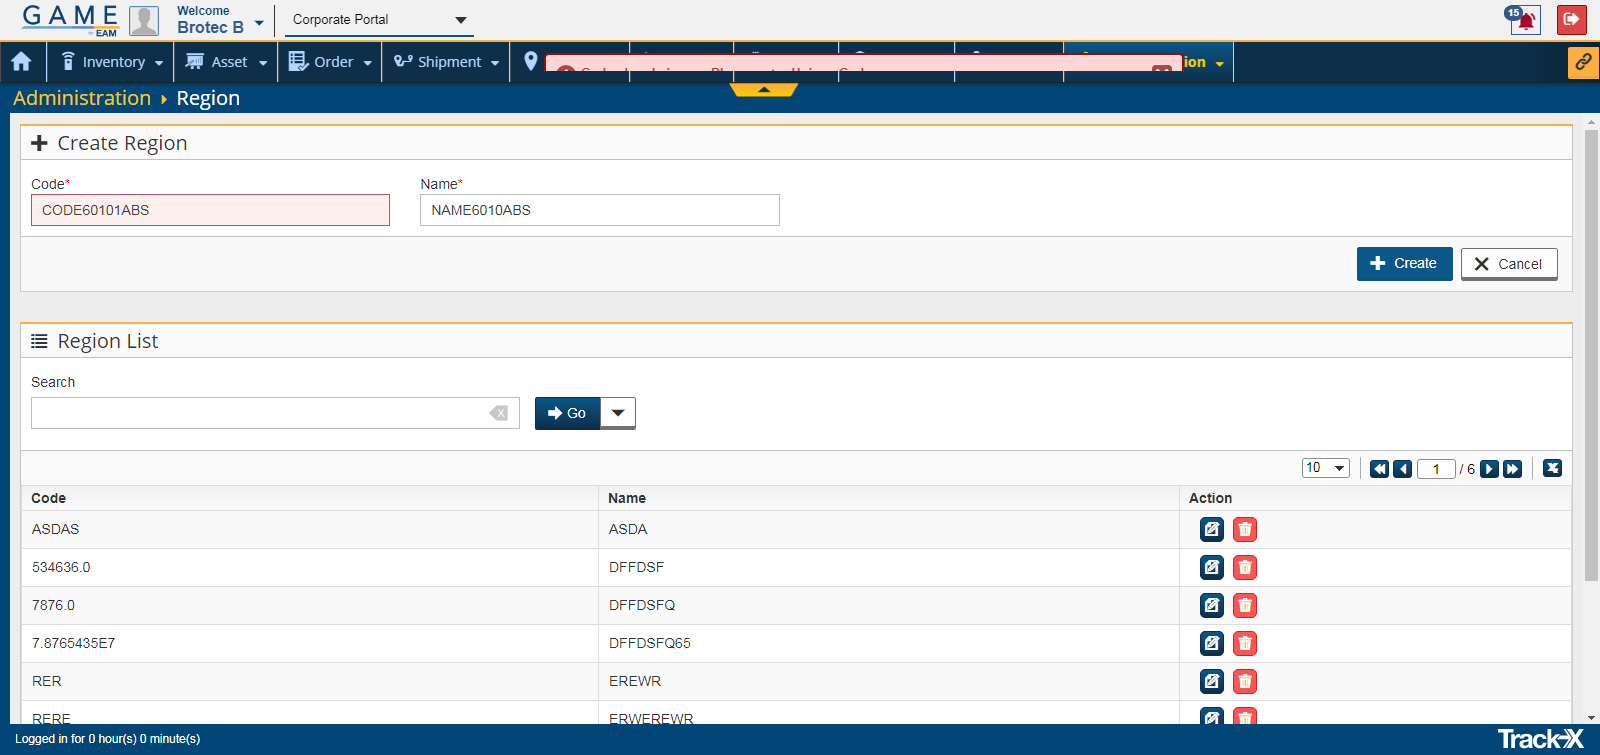 GAME
by EAM
Welcome
Brotec B
Corporate Portal
15
Inventory
Asset
Order
Shipment
ion
Administration
Region
Create Region
Code*
Name*
CODE60101ABS
NAME6010ABS
Create
Cancel
Region List
Search
Go
10
1
/ 6
Code
Name
Action
ASDAS
ASDA
534636.0
DFFDSF
7876.0
DFFDSFQ
7.8765435E7
DFFDSFQ65
RER
EREWR
RERE
ERWEREWR
Logged in for 0 hour(s) 0 minute(s)
Track-X